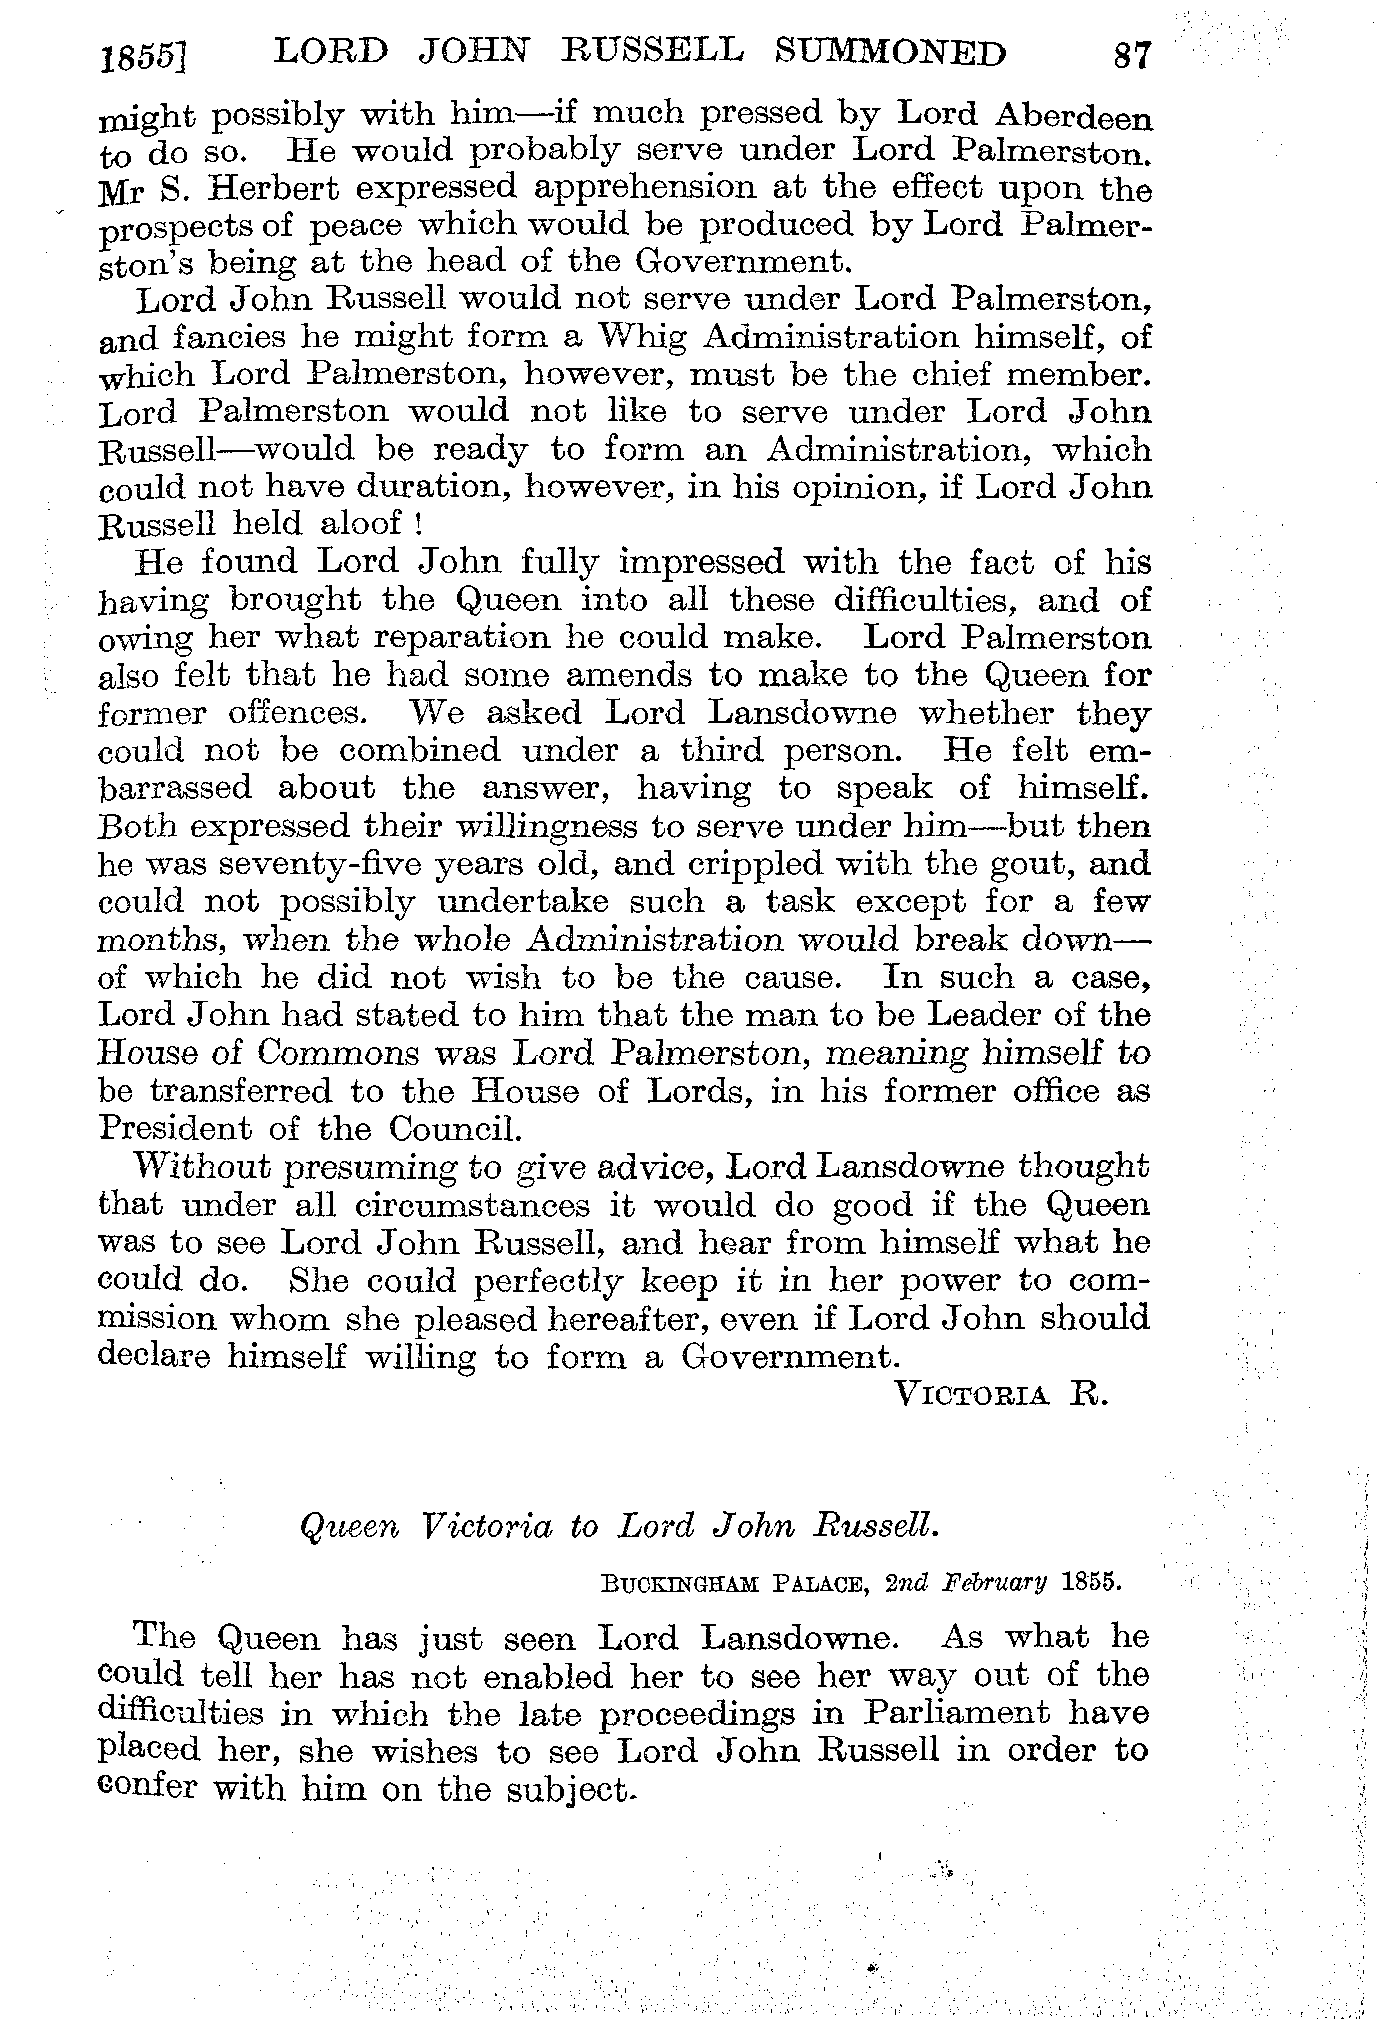 1855] LORD JOHN RUSSELL SUMMONED 87
might possibly with him—if much pressed by Lord Aberdeen
to do so. He would probably serve under Lord Palmerston.
Mr S. Herbert expressed apprehension at the effect upon the
prospects of peace which would be produced by Lord Palmer-
ston's being at the head of the Government.
Lord John Russell would not serve under Lord Palmerston,
and fancies he might form a Whig Administration himself, of
which Lord Palmerston, however, must be the chief member.
Lord Palmerston would not like to serve under Lord John
Russell—would be ready to form an Administration, which
could not have duration, however, in his opinion, if Lord John
Russell held aloof !
He found Lord John fully impressed with the fact of his
having brought the Queen into all these difficulties, and of
owing her what reparation he could make. Lord Palmerston
also felt that he had some amends to make to the Queen for
former offences. We asked Lord Lansdowne whether they
could not be combined under a third person. He felt em-
barrassed about the answer, having to speak of himself.
Both expressed their willingness to serve under him—but then
he was seventy-five years old, and crippled with the gout, and
could not possibly undertake such a task except for a few
months, when the whole Administration would break down—
of which he did not wish to be the cause. In such a case,
Lord John had stated to him that the man to be Leader of the
House of Commons was Lord Palmerston, meaning himself to
be transferred to the House of Lords, in his former office as
President of the Council.
Without presuming to give advice, Lord Lansdowne thought
that under all circumstances it would do good if the Queen
was to see Lord John Russell, and hear from himself what he
could do. She could perfectly keep it in her power to com-
mission whom she pleased hereafter, even if Lord John should
declare himself willing to form a Government.
VICTORIA R.
Queen Victoria to Lord John Russell.
BUCKINGHAM PALACE, 2nd February 1855.
The Queen has just seen Lord Lansdowne. As what he
could tell her has not enabled her to see her way out of the
difficulties in which the late proceedings in Parliament have
placed her, she wishes to see Lord John Russell in order to
confer with him on the subject.